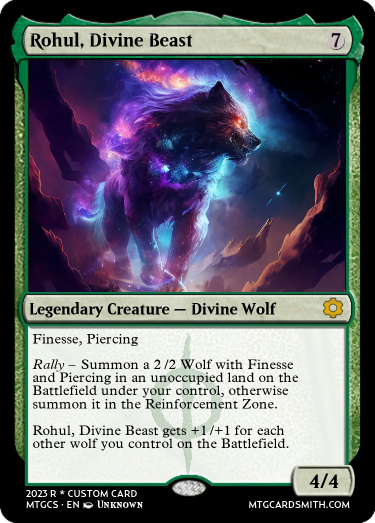 Rohul, Divine Beast 7
Legendary Creature — Divine Wolf
Finesse, Piercing
Rally – Summon a 2/2 Wolf with Finesse
and Piercing in an unoccupied land on the
Battlefield under your control, otherwise
summon it in the Reinforcement Zone.
Rohul, Divine Beast gets +1/+1 for each
other wolf you control on the Battlefield.
4/4
2023 R * CUSTOM CARD
MTGCS · EN Unknown MTGCARDSMITH.COM